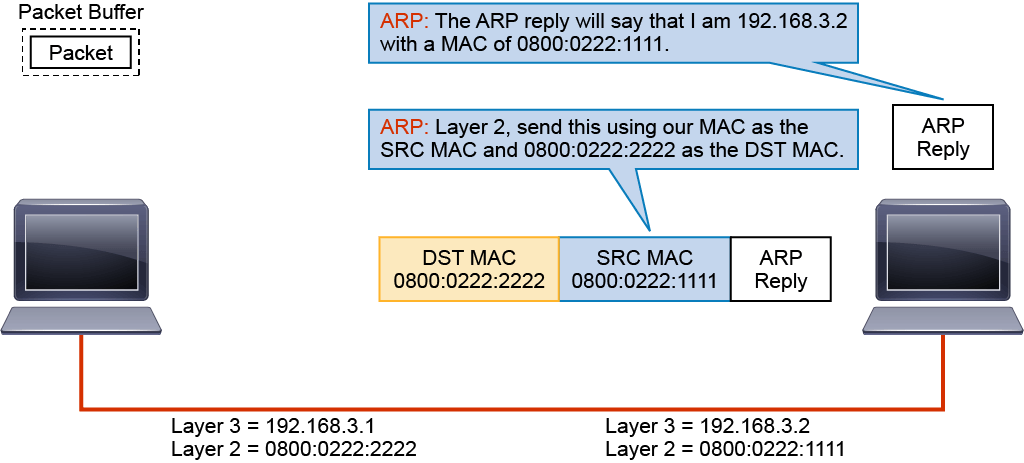 Packet Buffer
Packet
ARP: The ARP reply will say that I am 192.168.3.2
with a MAC of 0800:0222:1111.
ARP: Layer 2, send this using our MAC as the
SRC MAC and 0800:0222:2222 as the DST MAC.
ARP
Reply
DST MAC
0800:0222:2222
SRC MAC
0800:0222:1111
ARP
Reply
Layer 3 = 192.168.3.1
Layer 2 = 0800:0222:2222
Layer 3 = 192.168.3.2
Layer 2 = 0800:0222:1111